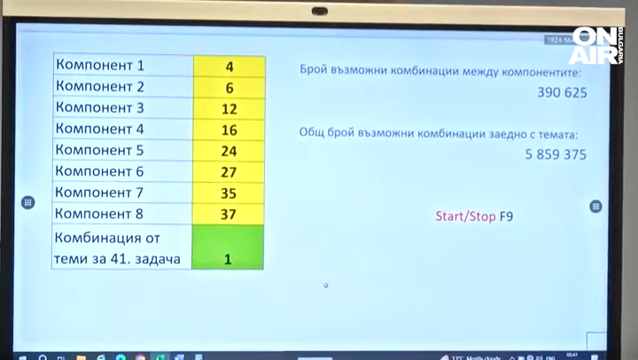 ON
AIR
BULGARIA
Компонент 1 4
Компонент 2 6
Компонент 3 12
Компонент 4 16
Компонент 5 24
Компонент 6 27
Компонент 7 35
Компонент 8 37
Комбинация от
теми за 41. задача 1
Брой възможни комбинации между компонентите:
390 625
Общ брой възможни комбинации заедно с темата:
5 859 375
Start/Stop F9